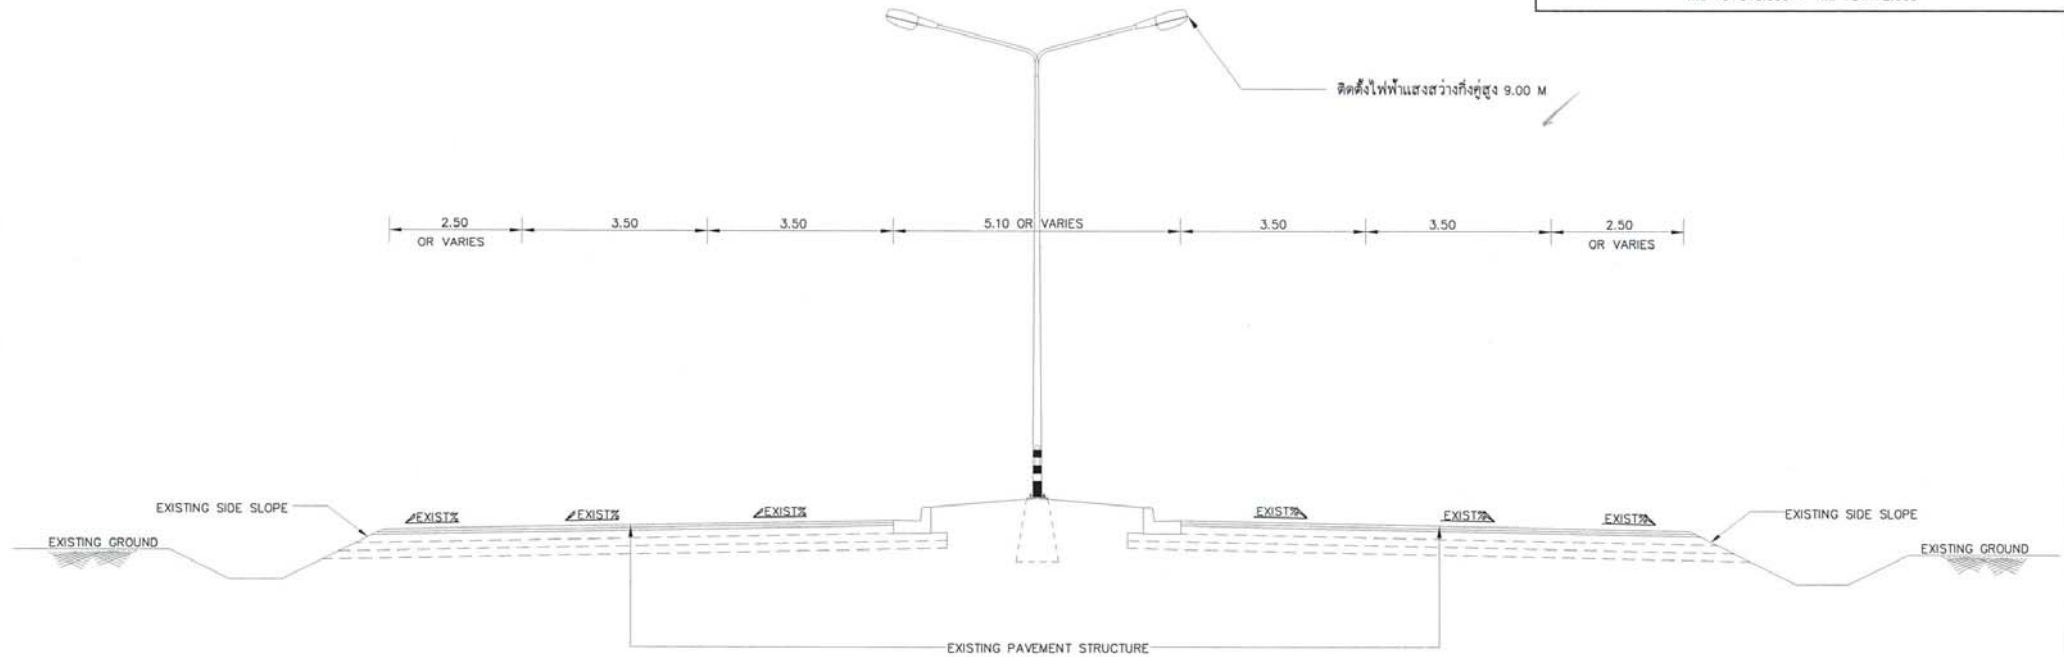 ติดตั้งไฟฟ้าแสงสว่างกิ่งคู่สูง 9.00 M
2.50
OR VARIES
3.50
3.50
5.10 OR VARIES
3.50
3.50
2.50
OR VARIES
EXISTING SIDE SLOPE
EXIST%
EXIST%
EXIST%
EXIST%
EXIST%
EXIST%
EXISTING SIDE SLOPE
EXISTING GROUND
EXISTING GROUND
EXISTING PAVEMENT STRUCTURE